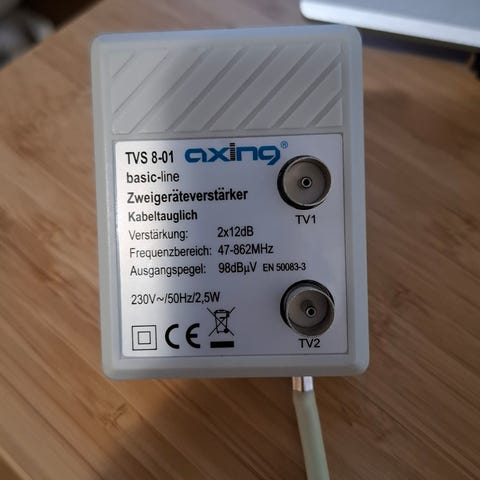 TVS 8-01 axing®
basic-line
Zweigeräteverstärker
Kabeltauglich
Verstärkung: 2x12dB
Frequenzbereich: 47-862MHz
Ausgangspegel: 98dBµV EN 50083-3
230V~/50Hz/2,5W
CE
TV1
TV2